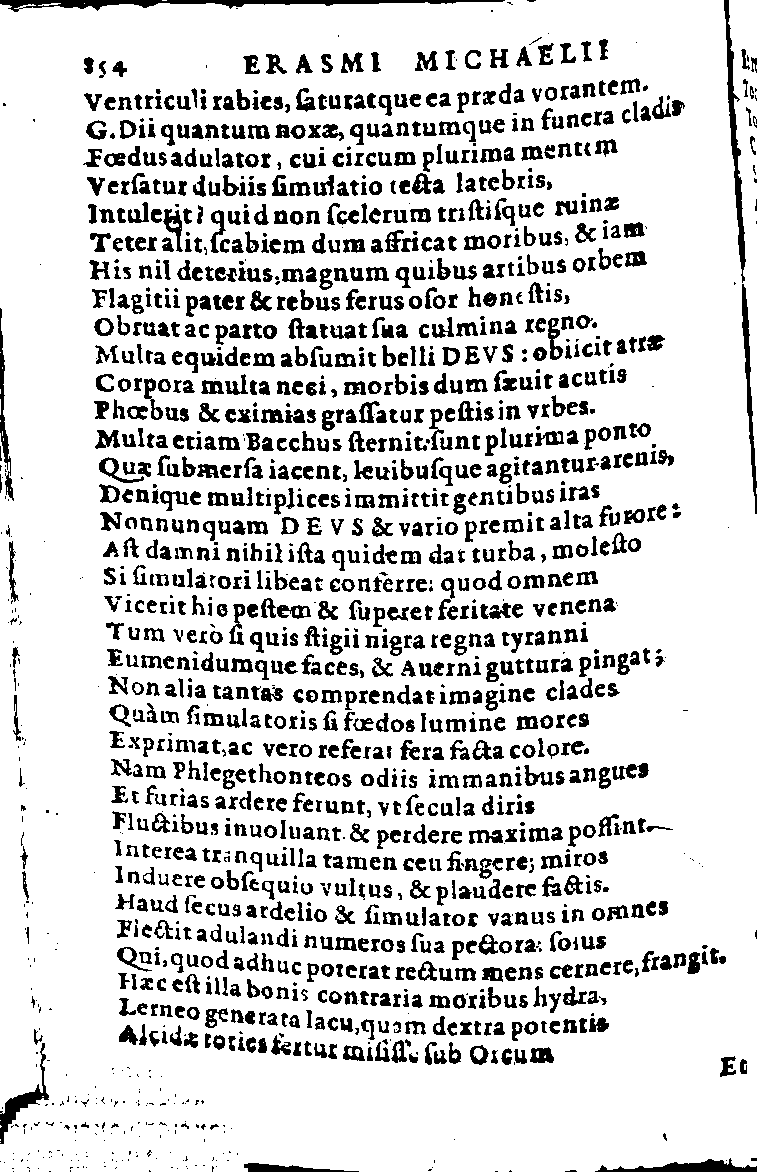 854 ERASMI MICHAELII
Ventriculi rabies, ſaturatque ea præda vorantem.
G. Dii quantum noxæ, quantumque in funera cladis
Fœdus adulator, cui circum plurima mentem
Verſatur dubiis ſimulatio tecta latebris,
Intulerit? quid non ſcelerum triſtiſque ruinæ
Teter alit, ſcabiem dum affricat moribus, & iam
His nil deterius, magnum quibus artibus orbem
Flagitii pater & rebus ferus oſor honeſtis,
Obruat ac parto ſtatuat ſua culmina regno.
Multa equidem abſumit belli DEVS: obiicit atræ
Corpora multa neci, morbis dum ſæuit acutis
Phœbus & eximias graſſatur peſtis in vrbes.
Multa etiam Bacchus ſternit: ſunt plurima ponto
Quæ ſubmerſa iacent, leuibuſque agitantur arenis,
Denique multiplices immittit gentibus iras
Nonnunquam DEVS & vario premit alta furore:
Aſt damni nihil iſta quidem dat turba, moleſto
Si ſimulatori libeat conferre: quod omnem
Vicerit hic peſtem & ſuperet feritate venena
Tum verò ſi quis ſtigii nigra regna tyranni
Eumenidumque faces, & Auerni guttura pingat;
Non alia tantas comprendat imagine clades
Quàm ſimulatoris ſi fœdos lumine mores
Exprimat, ac vero referat fera facta colore.
Nam Phlegethonteos odiis immanibus angues
Et furias ardere ferunt, vt ſecula diris
Fluctibus inuoluant & perdere maxima poſſint
Interea tranquilla tamen ceu fingere; miros
Induere obſequio vultus, & plaudere factis.
Haud ſecus ardelio & ſimulator vanus in omnes
Flectit adulandi numeros ſua pectora: ſolus
Qui, quod adhuc poterat rectum mens cernere, frangit.
Hæc eſt illa bonis contraria moribus hydra,
Lerneo generata lacu, quam dextra potentis
Alcidæ toties fertur miſiſſe ſub Orcum
Et